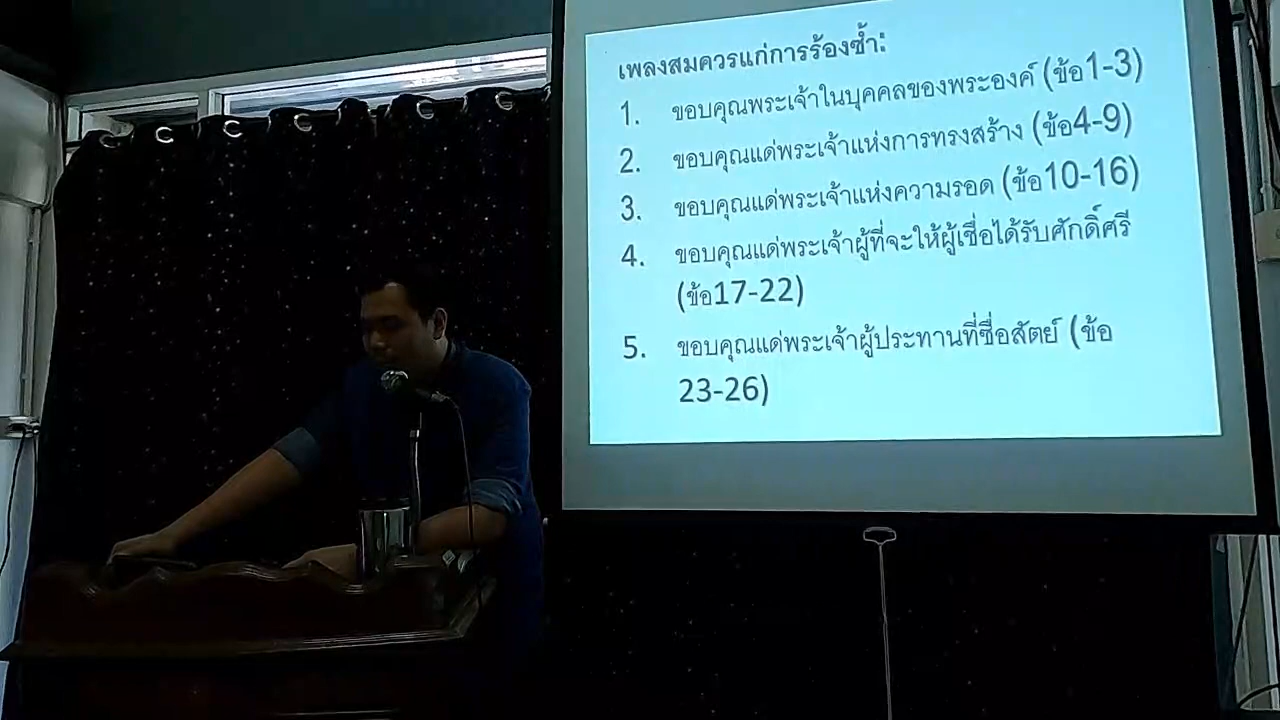 เพลงสมควรแก่การร้องซ้ำ:
1. ขอบคุณพระเจ้าในบุคคลของพระองค์ (ข้อ1-3)
2. ขอบคุณแด่พระเจ้าแห่งการทรงสร้าง (ข้อ4-9)
3. ขอบคุณแด่พระเจ้าแห่งความรอด (ข้อ10-16)
4. ขอบคุณแด่พระเจ้าผู้ที่จะให้ผู้เชื่อได้รับศักดิ์ศรี
(ข้อ17-22)
5. ขอบคุณแด่พระเจ้าผู้ประทานที่ซื่อสัตย์ (ข้อ
23-26)